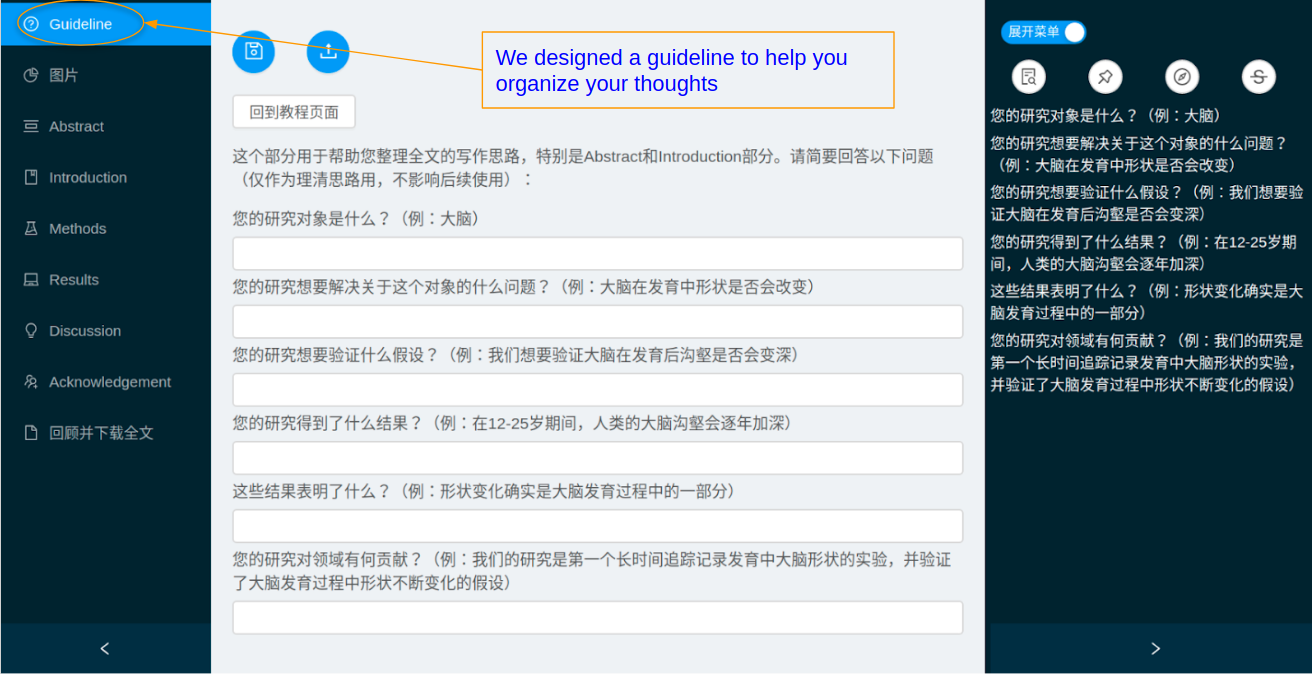 Guideline
图片
Abstract
Introduction
Methods
Results
Discussion
Acknowledgement
回顾并下载全文
We designed a guideline to help you
organize your thoughts
回到教程页面
这个部分用于帮助您整理全文的写作思路，特别是Abstract和Introduction部分。请简要回答以下问题
（仅作为理清思路用，不影响后续使用）：
您的研究对象是什么？（例：大脑）
您的研究想要解决关于这个对象的什么问题？（例：大脑在发育中形状是否会改变）
您的研究想要验证什么假设？（例：我们想要验证大脑在发育后沟壑是否会变深）
您的研究得到了什么结果？（例：在12-25岁期间，人类的大脑沟壑会逐年加深）
这些结果表明了什么？（例：形状变化确实是大脑发育过程中的一部分）
您的研究对领域有何贡献？（例：我们的研究是第一个长时间追踪记录发育中大脑形状的实验，并验证
了大脑发育过程中形状不断变化的假设）
展开菜单
您的研究对象是什么？（例：大脑）
您的研究想要解决关于这个对象的什么问题？
（例：大脑在发育中形状是否会改变）
您的研究想要验证什么假设？（例：我们想要验
证大脑在发育后沟壑是否会变深）
您的研究得到了什么结果？（例：在12-25岁期
间，人类的大脑沟壑会逐年加深）
这些结果表明了什么？（例：形状变化确实是大
脑发育过程中的一部分）
您的研究对领域有何贡献？（例：我们的研究是
第一个长时间追踪记录发育中大脑形状的实验，
并验证了大脑发育过程中形状不断变化的假设）